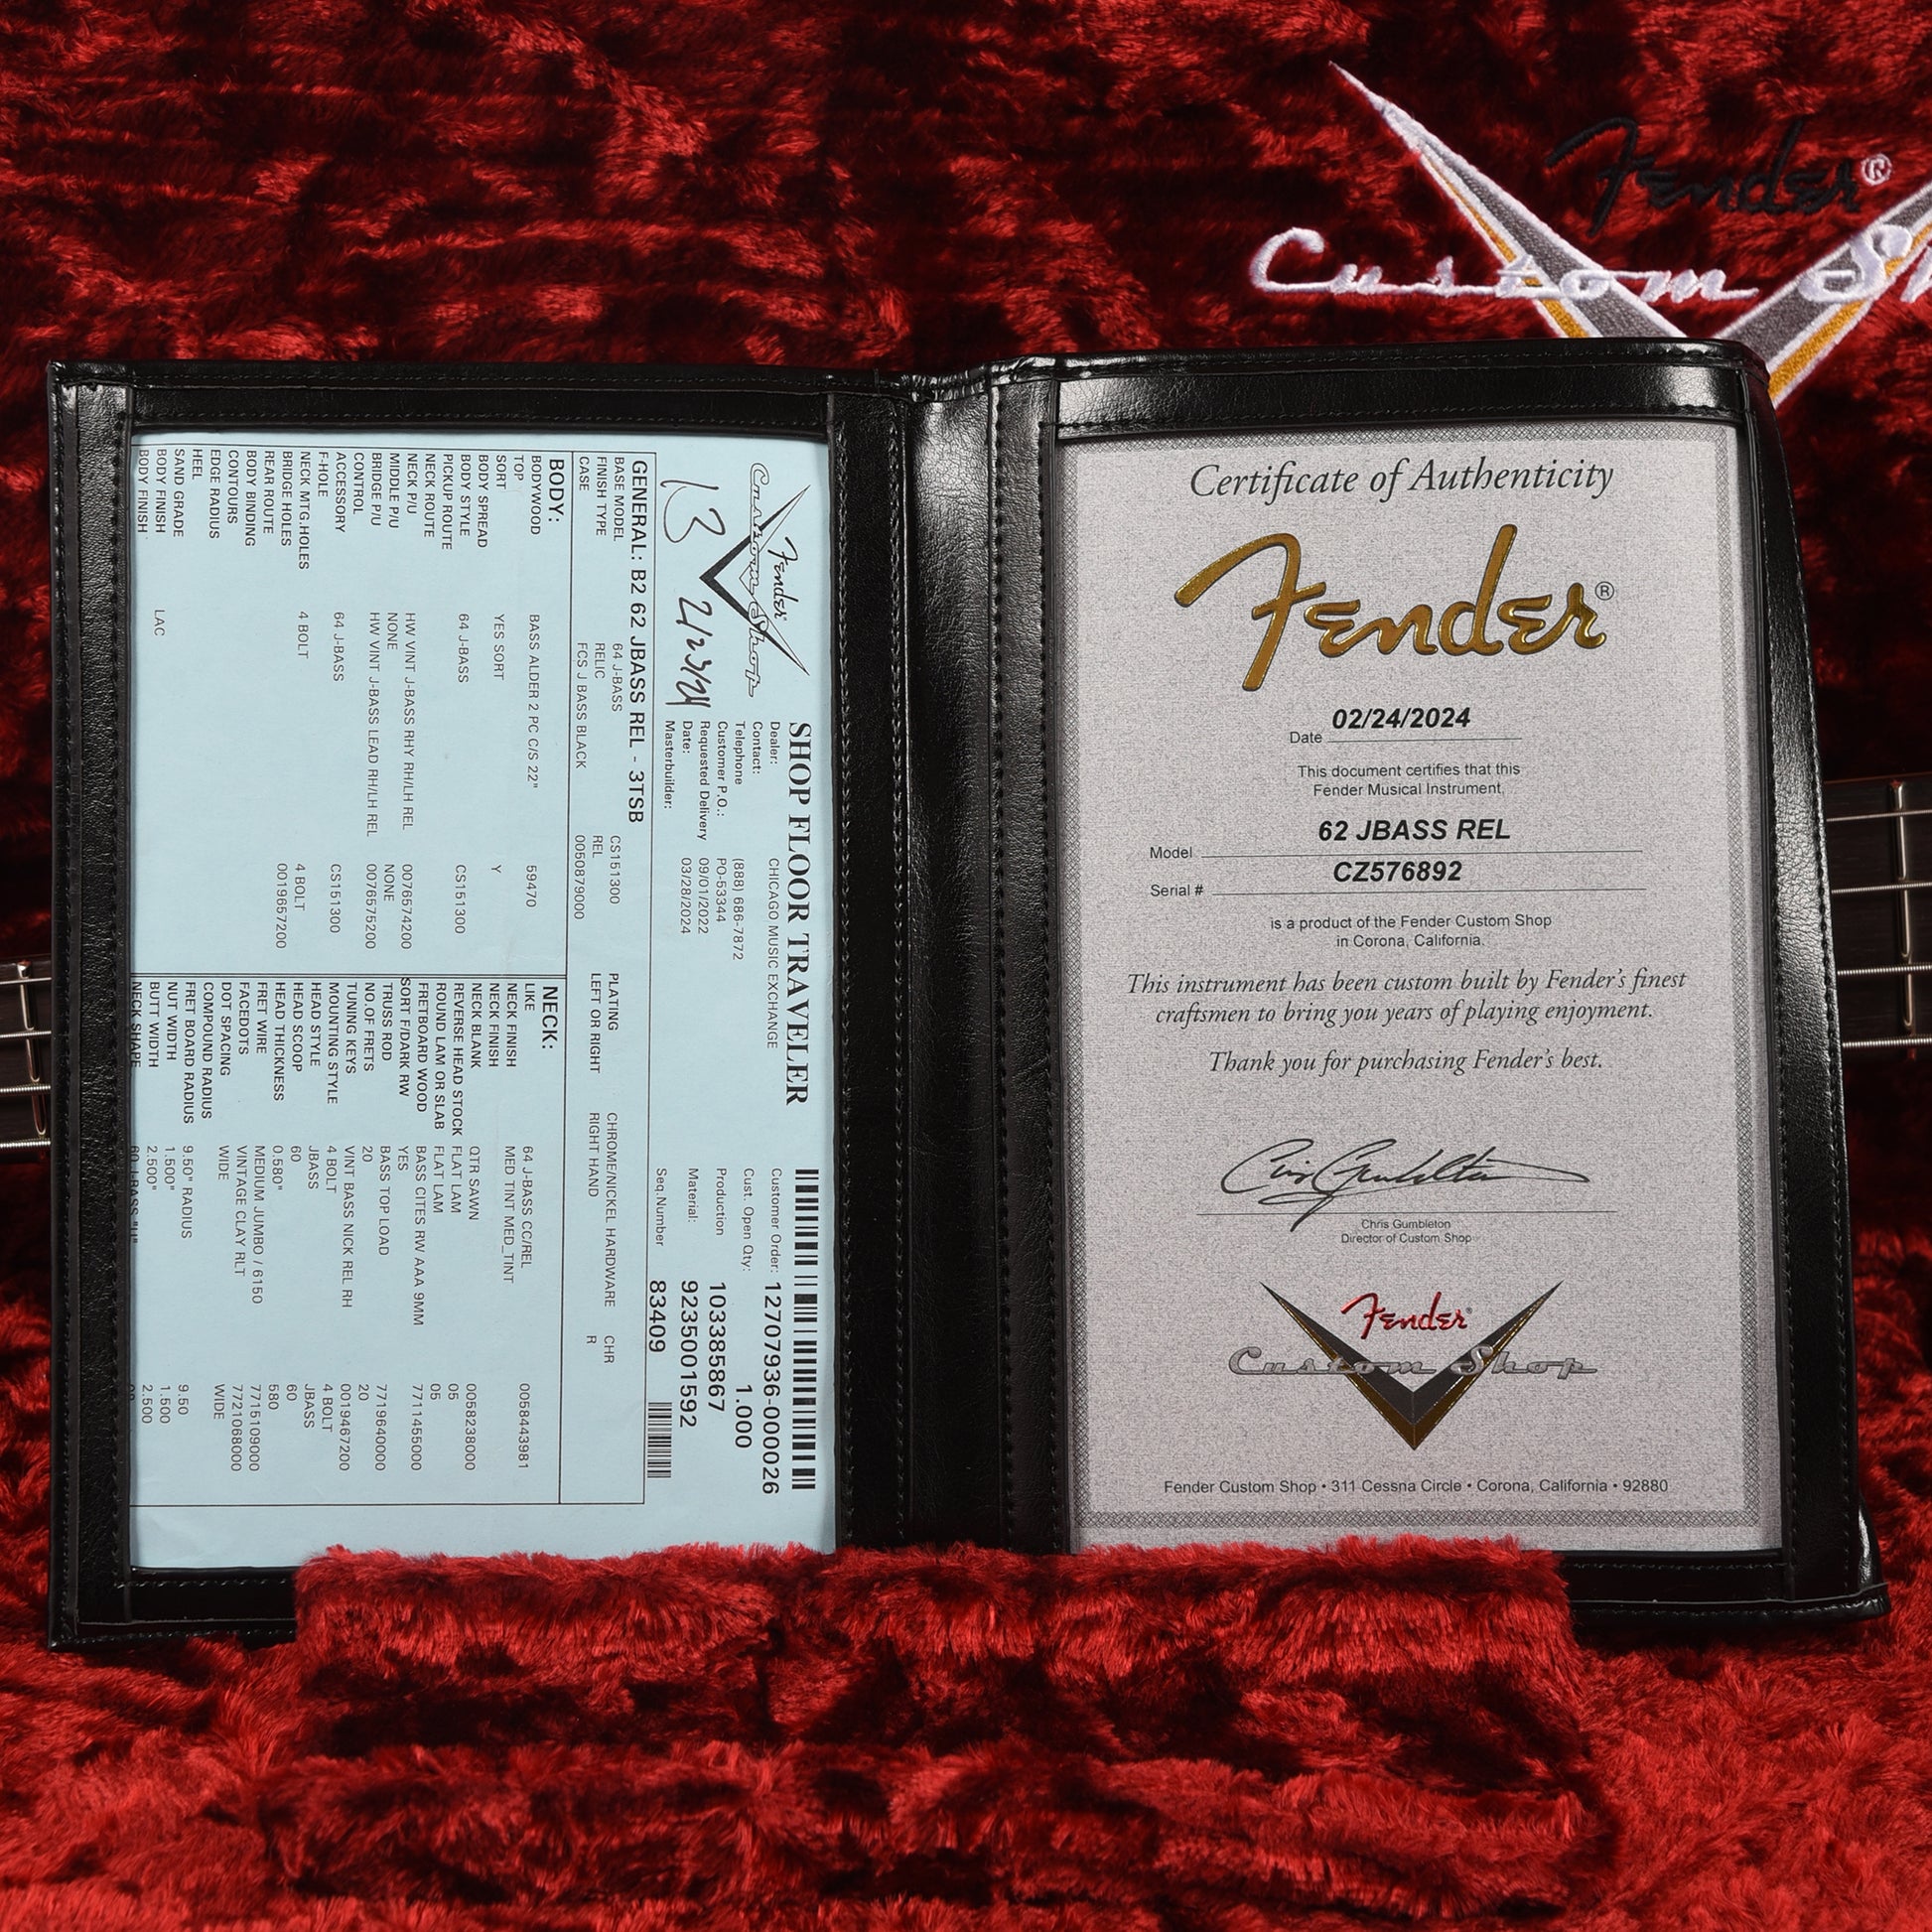 Fender®
Custom Sh
Fender
Custom Shop
13 2/23/24
SHOP FLOOR TRAVELER
Dealer: CHICAGO MUSIC EXCHANGE
Contact:
Telephone (888) 686-7872
Customer P.O.: PO-53344
Requested Delivery 09/01/2022
Date: 03/28/2024
Masterbuilder:
Customer Order: 127079936-0000026
Cust. Open Qty: 1.000
Production 103385867
Material: 9235001592
Seq.Number 83409
GENERAL: B2 62 JBASS REL - 3TSB
BASE MODEL 64 J-BASS CS151300 PLATING CHROME/NICKEL HARDWARE CHR
FINISH TYPE RELIC REL LEFT OR RIGHT RIGHT HAND R
CASE FCS J BASS BLACK 0050879000
BODY:
BODYWOOD BASS ALDER 2 PC C/S 22" 59470
TOP
SORT YES SORT Y
BODY SPREAD
BODY STYLE 64 J-BASS CS151300
PICKUP ROUTE
NECK ROUTE
NECK P/U HW VINT J-BASS RHY RH/LH REL 0076574200
MIDDLE P/U NONE NONE
BRIDGE P/U HW VINT J-BASS LEAD RH/LH REL 0076575200
CONTROL
ACCESSORY 64 J-BASS CS151300
F-HOLE
NECK MTG.HOLES 4 BOLT 4 BOLT
BRIDGE HOLES 0019657200
REAR ROUTE
BODY BINDING
CONTOURS
EDGE RADIUS
HEEL
SAND GRADE
BODY FINISH LAC
BODY FINISH
NECK:
LIKE 64 J-BASS CC/REL 0058443981
NECK FINISH MED TINT MED_TINT
NECK FINISH
NECK BLANK QTR SAWN 0058238000
REVERSE HEAD STOCK FLAT LAM 05
ROUND LAM OR SLAB FLAT LAM 05
FRETBOARD WOOD BASS CITES RW AAA 9MM 7711455000
SORT F/DARK RW YES
TRUSS ROD BASS TOP LOAD 7719640000
NO.OF FRETS 20 20
TUNING KEYS VINT BASS NICK REL RH 0019467200
MOUNTING STYLE 4 BOLT 4 BOLT
HEAD STYLE JBASS JBASS
HEAD SCOOP 60 60
HEAD THICKNESS 0.580" 580
FRET WIRE MEDIUM JUMBO / 6150 7715109000
FACEDOTS VINTAGE CLAY RLT 7721068000
DOT SPACING WIDE WIDE
COMPOUND RADIUS
FRET BOARD RADIUS 9.50" RADIUS 9.50
NUT WIDTH 1.500" 1.500
BUTT WIDTH 2.500" 2.500
NECK SHAPE 60 J-BASS "U"
Certificate of Authenticity
Fender®
02/24/2024
Date
This document certifies that this
Fender Musical Instrument,
62 JBASS REL
Model
CZ576892
Serial #
is a product of the Fender Custom Shop
in Corona, California.
This instrument has been custom built by Fender's finest
craftsmen to bring you years of playing enjoyment.
Thank you for purchasing Fender's best.
Chris Gumbleton
Chris Gumbleton
Director of Custom Shop
Fender®
Custom Shop
Fender Custom Shop • 311 Cessna Circle • Corona, California • 92880